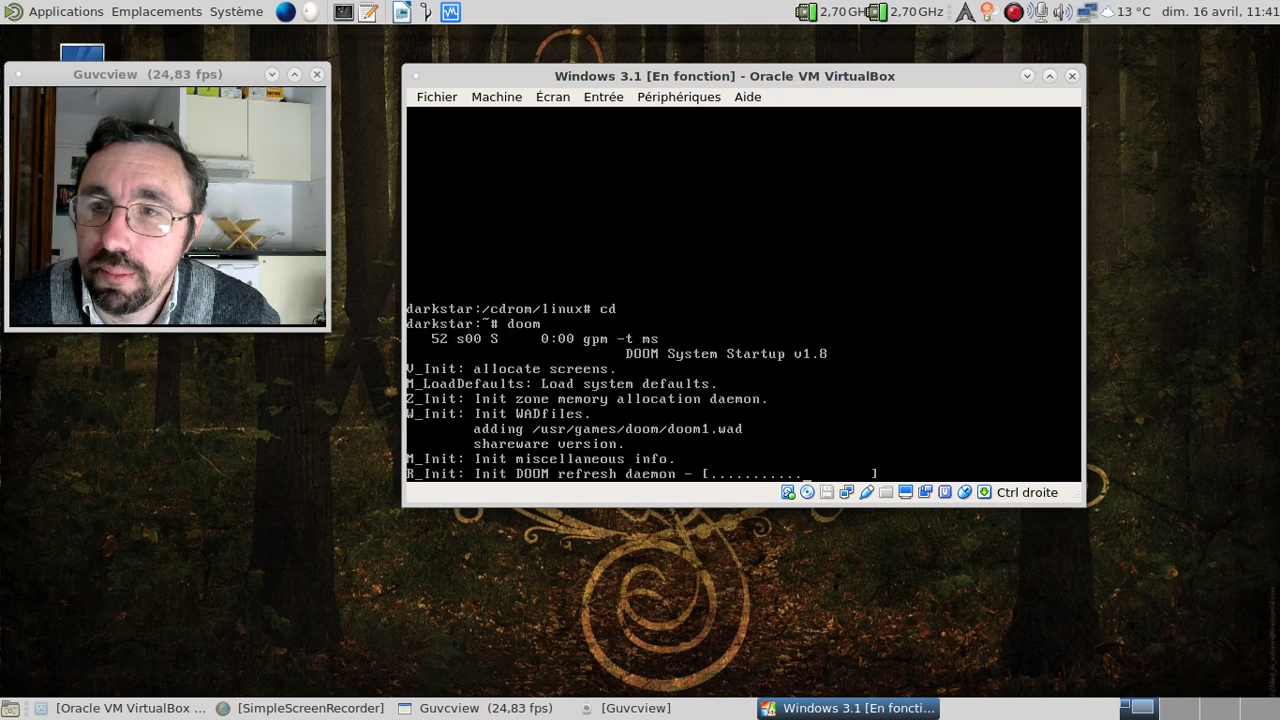 Applications Emplacements Système
2,70 GHz 2,70 GHz 13 °C dim. 16 avril, 11:41
Guvcview (24,83 fps)
Windows 3.1 [En fonction] - Oracle VM VirtualBox
Fichier Machine Écran Entrée Périphériques Aide
darkstar:/cdrom/linux# cd
darkstar:~# doom
52 s00 S 0:00 gpm -t ms
DOOM System Startup v1.8
V_Init: allocate screens.
M_LoadDefaults: Load system defaults.
Z_Init: Init zone memory allocation daemon.
W_Init: Init WADfiles.
adding /usr/games/doom/doom1.wad
shareware version.
M_Init: Init miscellaneous info.
R_Init: Init DOOM refresh daemon - [..........._ ]
Ctrl droite
[Oracle VM VirtualBox ... [SimpleScreenRecorder] Guvcview (24,83 fps) [Guvcview] Windows 3.1 [En foncti...